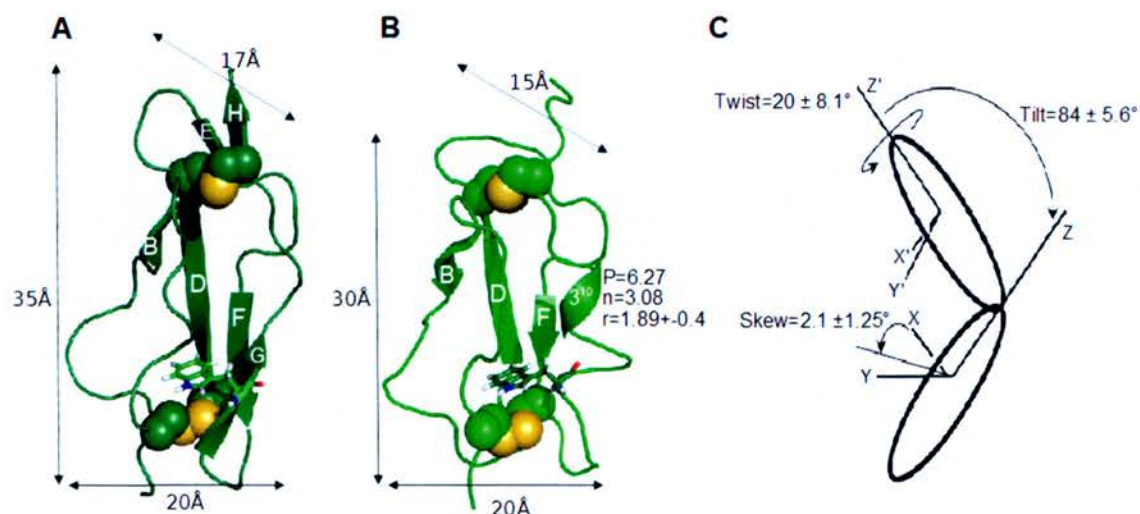 A
B
C
17Å
H
E
B
D
F
G
35Å
20Å
15Å
B
D
F
3¹⁰
P=6.27
n=3.08
r=1.89+-0.4
30Å
20Å
Z'
Twist=20 ± 8.1°
Tilt=84 ± 5.6°
Z
X'
Y'
Skew=2.1 ±1.25°
X
Y